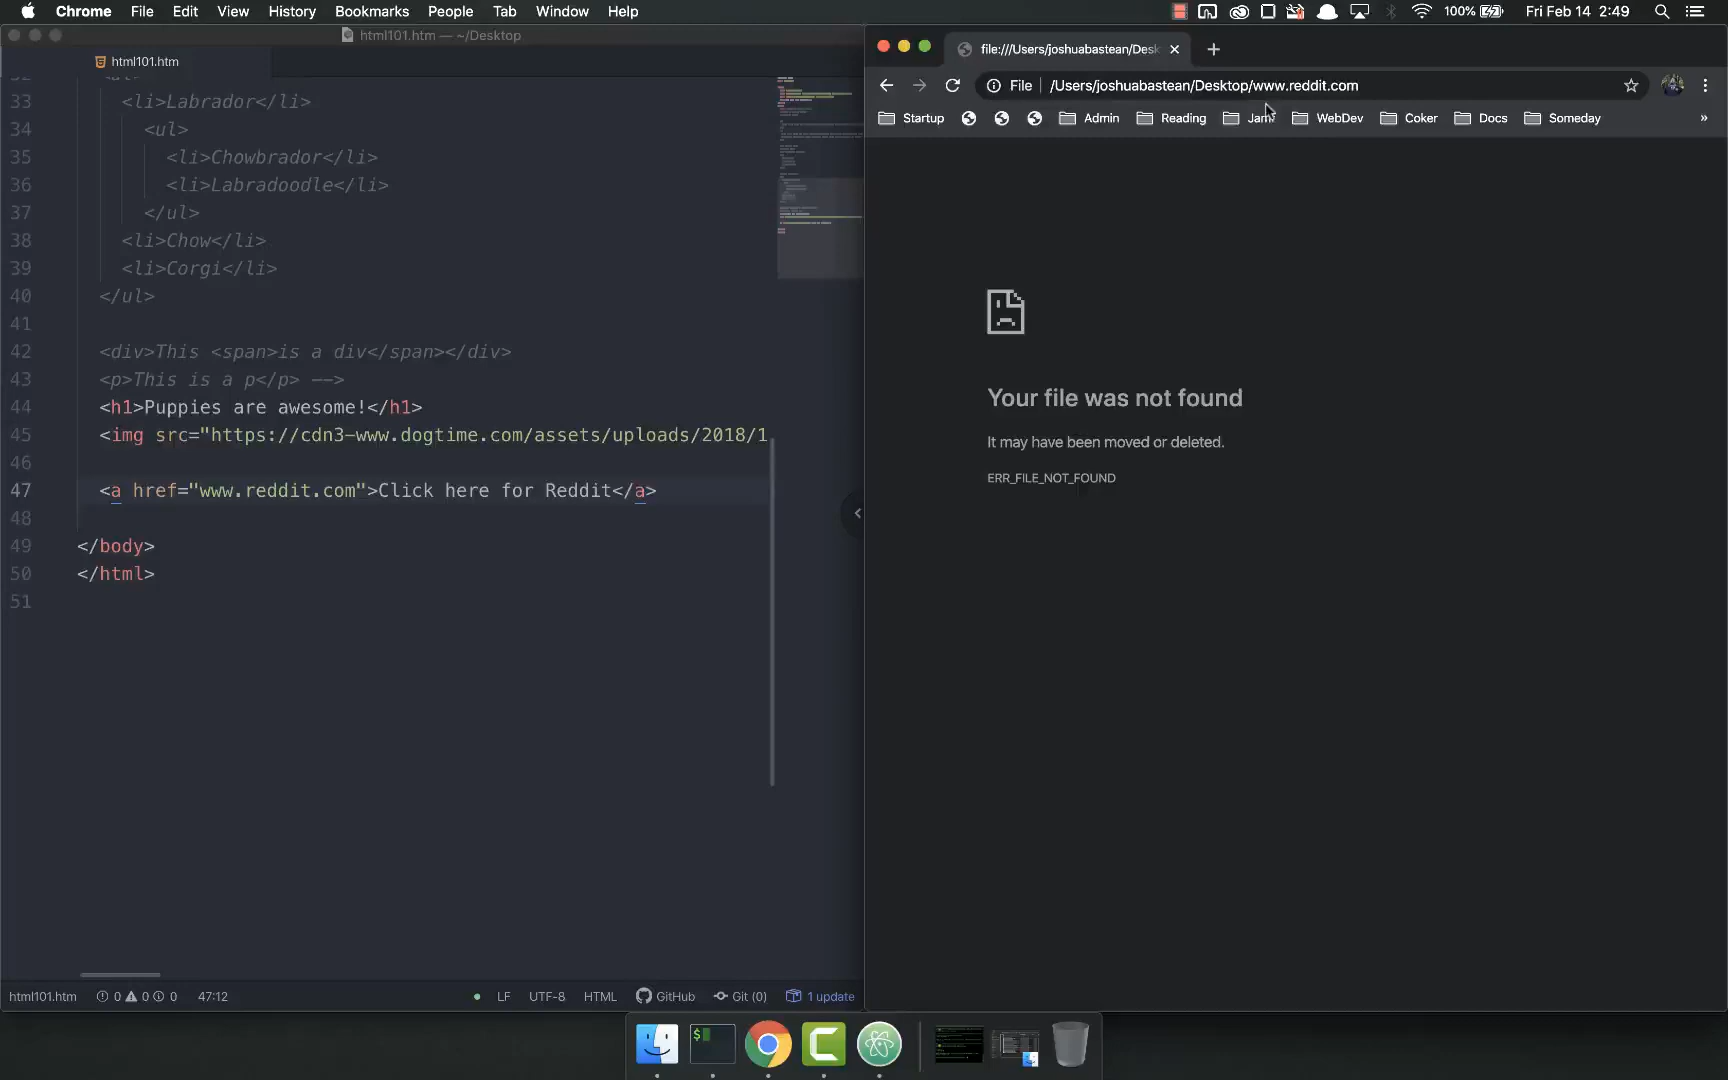 Chrome File Edit View History Bookmarks People Tab Window Help
100% Fri Feb 14 2:49
html101.htm — ~/Desktop
html101.htm
33 <li>Labrador</li>
34 <ul>
35 <li>Chowbrador</li>
36 <li>Labradoodle</li>
37 </ul>
38 <li>Chow</li>
39 <li>Corgi</li>
40 </ul>
41
42 <div>This <span>is a div</span></div>
43 <p>This is a p</p> -->
44 <h1>Puppies are awesome!</h1>
45 <img src="https://cdn3-www.dogtime.com/assets/uploads/2018/1
46
47 <a href="www.reddit.com">Click here for Reddit</a>
48
49 </body>
50 </html>
51
html101.htm 0 0 0 47:12 LF UTF-8 HTML GitHub Git (0) 1 update
file:///Users/joshuabastean/Desk
File /Users/joshuabastean/Desktop/www.reddit.com
Startup Admin Reading Jam WebDev Coker Docs Someday »
Your file was not found
It may have been moved or deleted.
ERR_FILE_NOT_FOUND
$